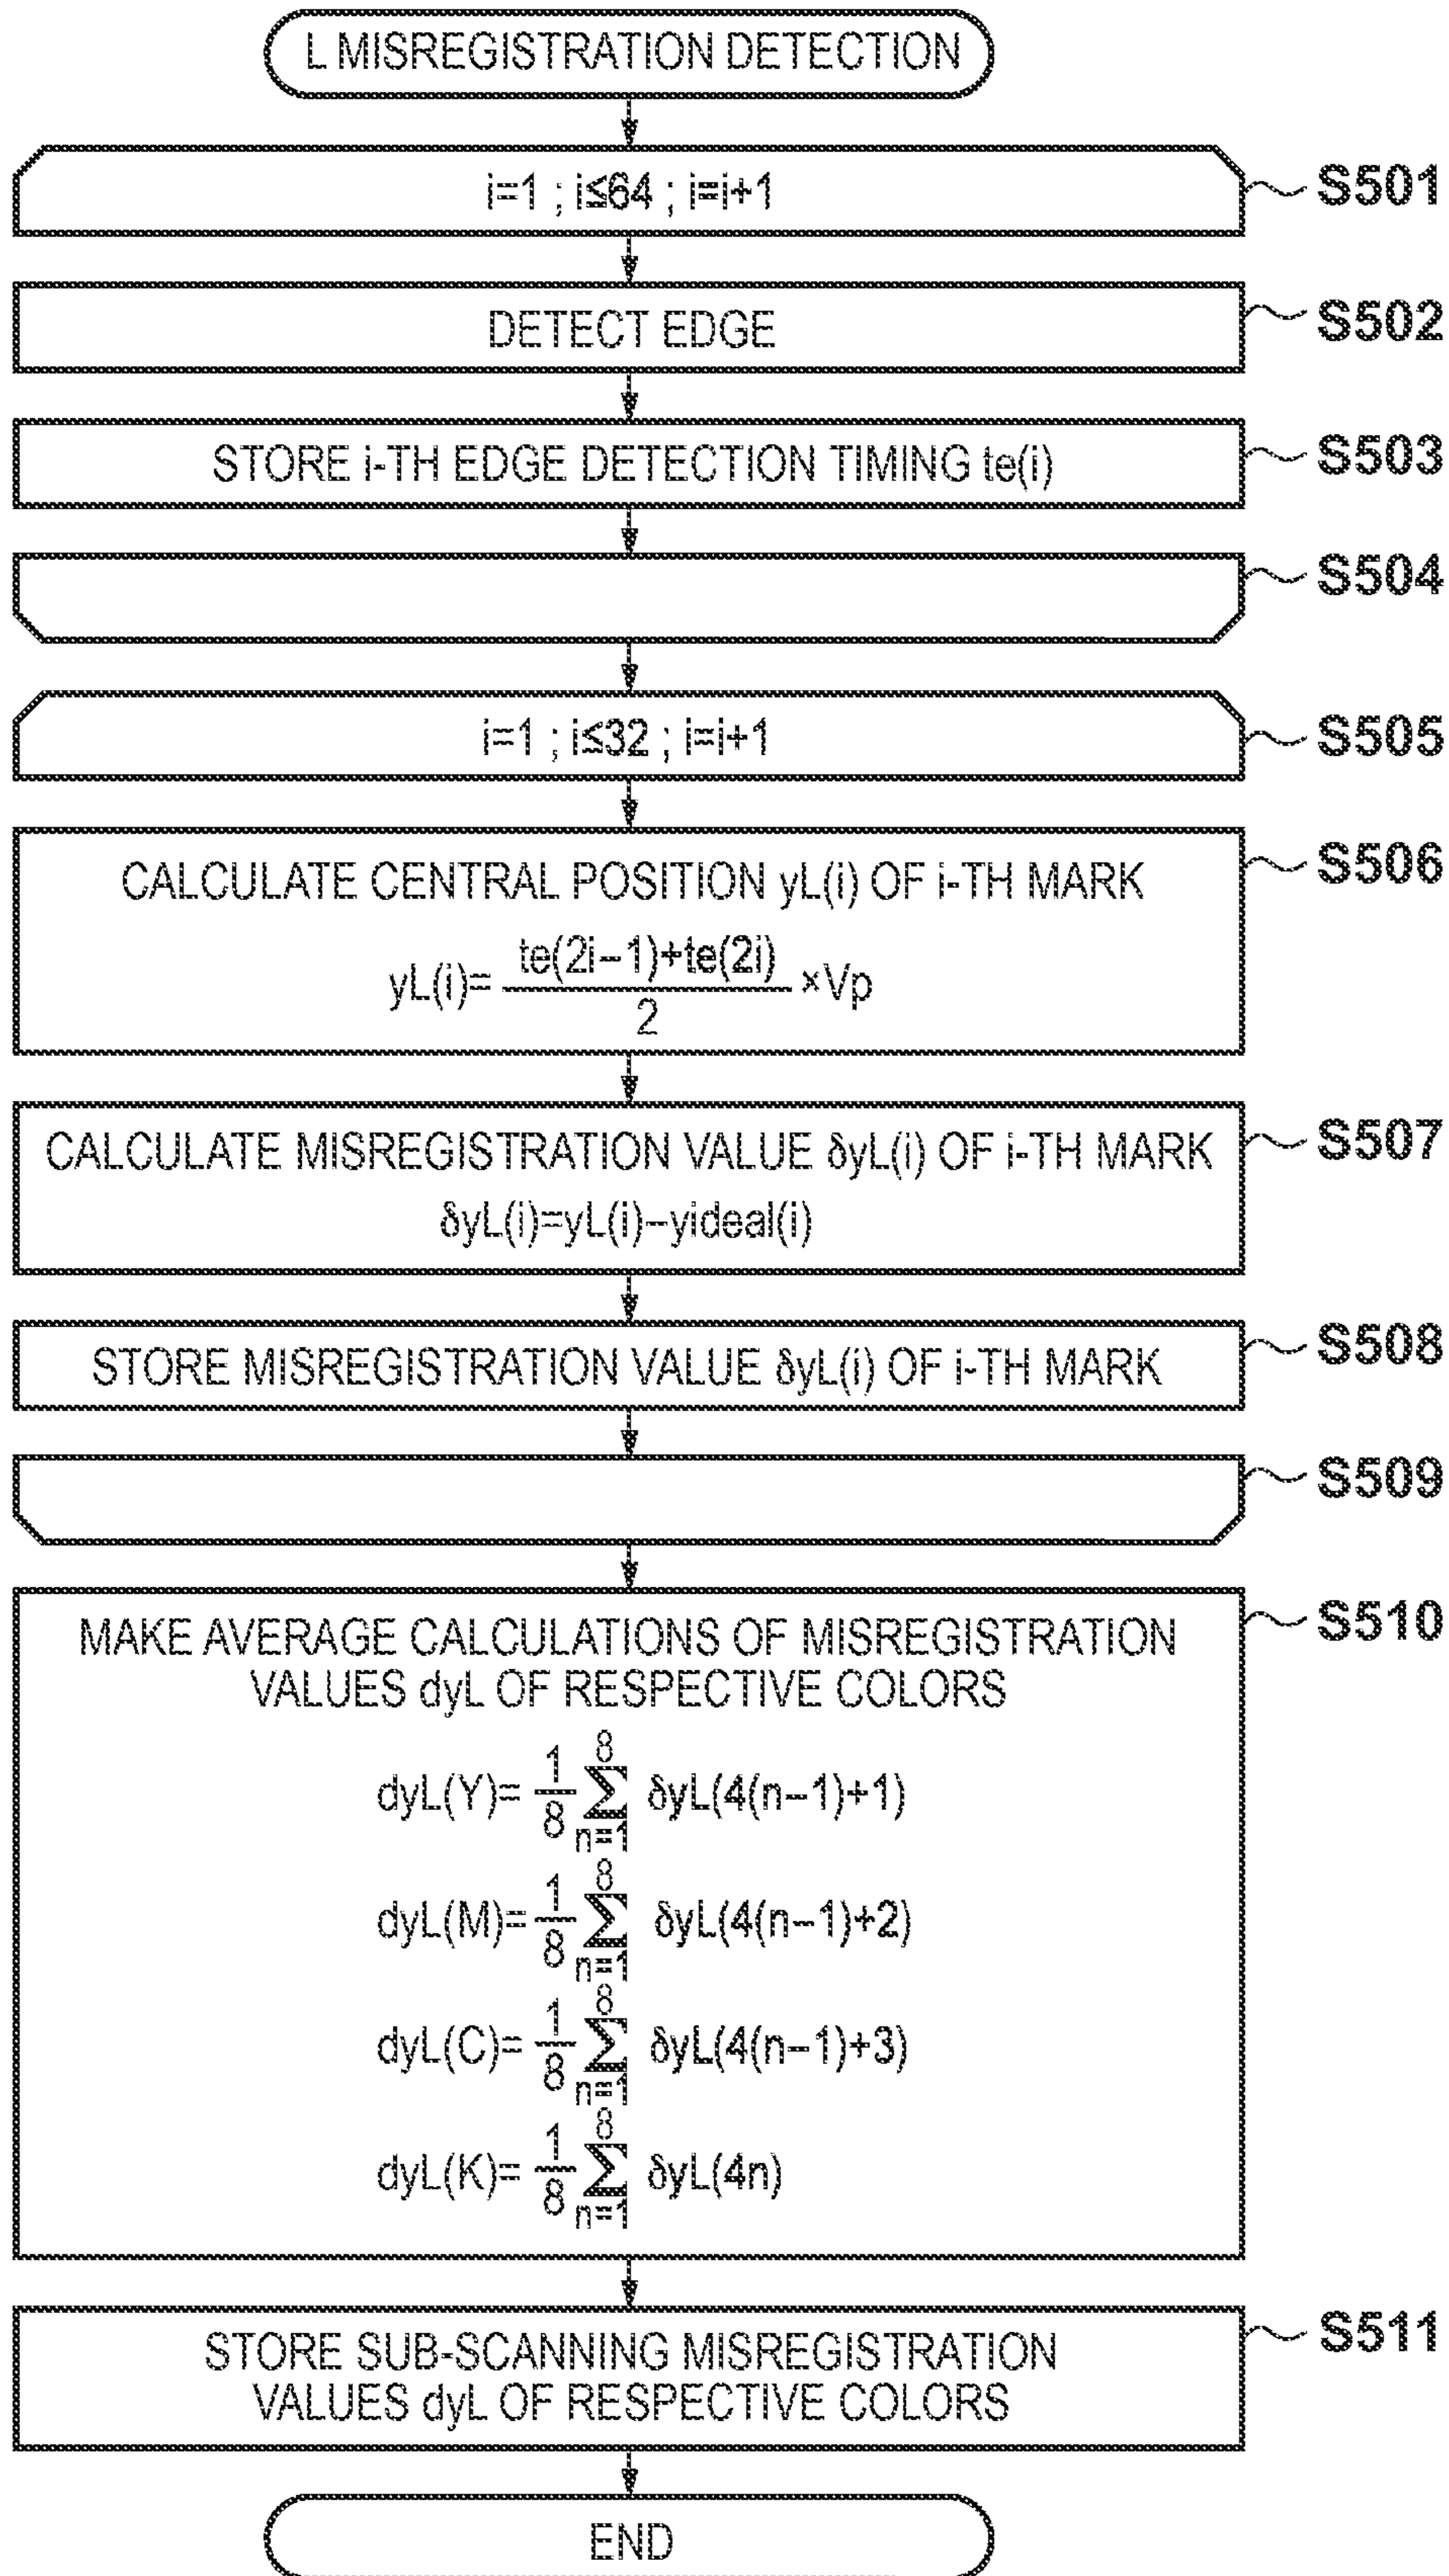 L MISREGISTRATION DETECTION
i=1 ; i≤64 ; i=i+1
S501
DETECT EDGE
S502
STORE i-TH EDGE DETECTION TIMING te(i)
S503
S504
i=1 ; i≤32 ; i=i+1
S505
CALCULATE CENTRAL POSITION yL(i) OF i-TH MARK
yL(i)= te(2i−1)+te(2i) / 2 ×Vp
S506
CALCULATE MISREGISTRATION VALUE δyL(i) OF i-TH MARK
δyL(i)=yL(i)−yideal(i)
S507
STORE MISREGISTRATION VALUE δyL(i) OF i-TH MARK
S508
S509
MAKE AVERAGE CALCULATIONS OF MISREGISTRATION
VALUES dyL OF RESPECTIVE COLORS
dyL(Y)= 1/8 8 Σ n=1 δyL(4(n−1)+1)
dyL(M)= 1/8 8 Σ n=1 δyL(4(n−1)+2)
dyL(C)= 1/8 8 Σ n=1 δyL(4(n−1)+3)
dyL(K)= 1/8 8 Σ n=1 δyL(4n)
S510
STORE SUB-SCANNING MISREGISTRATION
VALUES dyL OF RESPECTIVE COLORS
S511
END